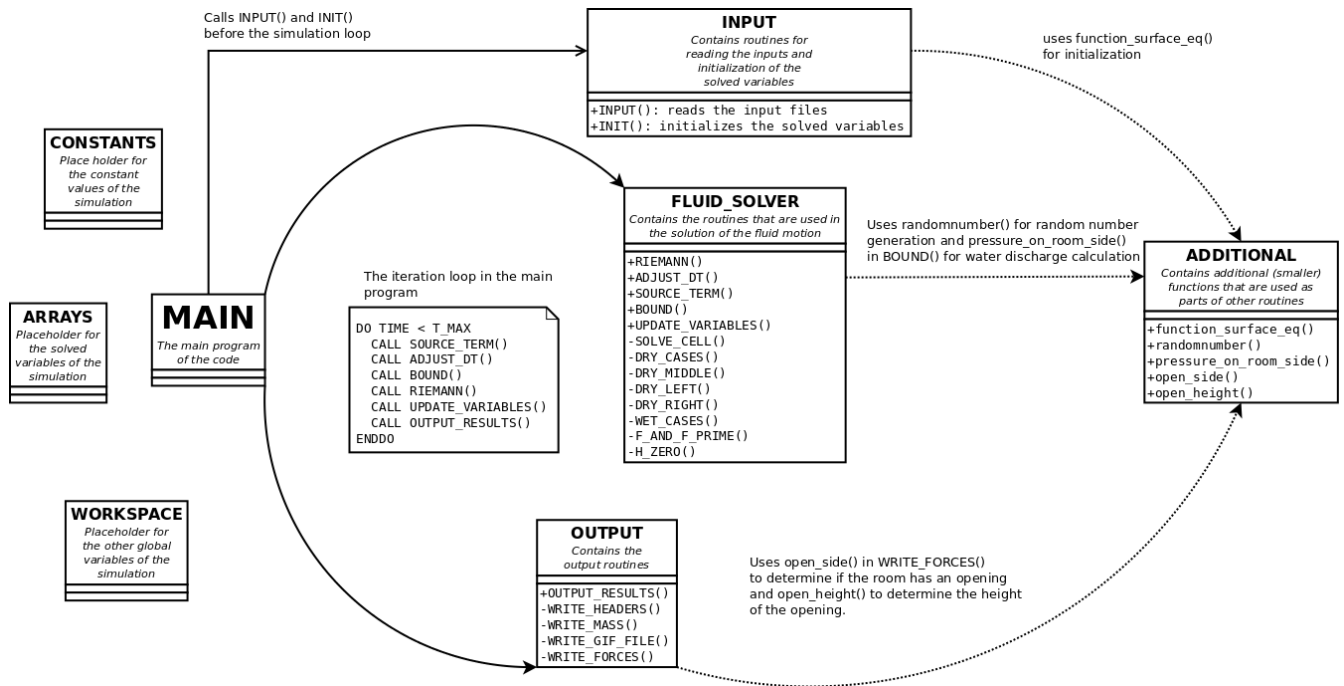 Calls INPUT() and INIT()
before the simulation loop
INPUT
Contains routines for
reading the inputs and
initialization of the
solved variables
+INPUT(): reads the input files
+INIT(): initializes the solved variables
uses function_surface_eq()
for initialization
CONSTANTS
Place holder for
the constant
values of the
simulation
ARRAYS
Placeholder for
the solved
variables of the
simulation
MAIN
The main program
of the code
WORKSPACE
Placeholder for
the other global
variables of the
simulation
The iteration loop in the main
program
DO TIME < T_MAX
CALL SOURCE_TERM()
CALL ADJUST_DT()
CALL BOUND()
CALL RIEMANN()
CALL UPDATE_VARIABLES()
CALL OUTPUT_RESULTS()
ENDDO
FLUID_SOLVER
Contains the routines that are used in
the solution of the fluid motion
+RIEMANN()
+ADJUST_DT()
+SOURCE_TERM()
+BOUND()
+UPDATE_VARIABLES()
-SOLVE_CELL()
-DRY_CASES()
-DRY_MIDDLE()
-DRY_LEFT()
-DRY_RIGHT()
-WET_CASES()
-F_AND_F_PRIME()
-H_ZERO()
Uses randomnumber() for random number
generation and pressure_on_room_side()
in BOUND() for water discharge calculation
ADDITIONAL
Contains additional (smaller)
functions that are used as
parts of other routines
+function_surface_eq()
+randomnumber()
+pressure_on_room_side()
+open_side()
+open_height()
OUTPUT
Contains the
output routines
+OUTPUT_RESULTS()
-WRITE_HEADERS()
-WRITE_MASS()
-WRITE_GIF_FILE()
-WRITE_FORCES()
Uses open_side() in WRITE_FORCES()
to determine if the room has an opening
and open_height() to determine the height
of the opening.